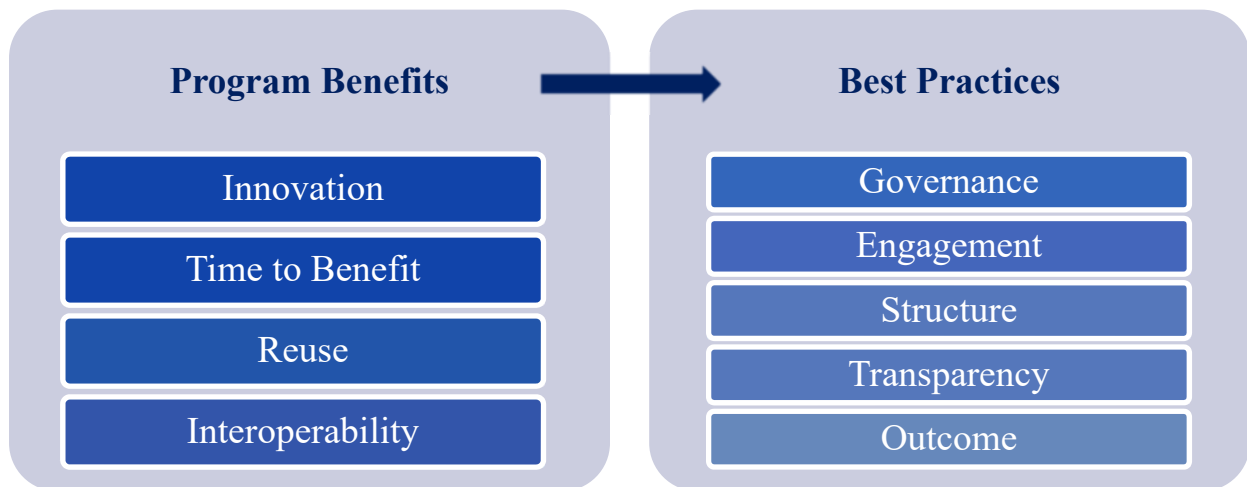 Program Benefits
Innovation
Time to Benefit
Reuse
Interoperability
Best Practices
Governance
Engagement
Structure
Transparency
Outcome